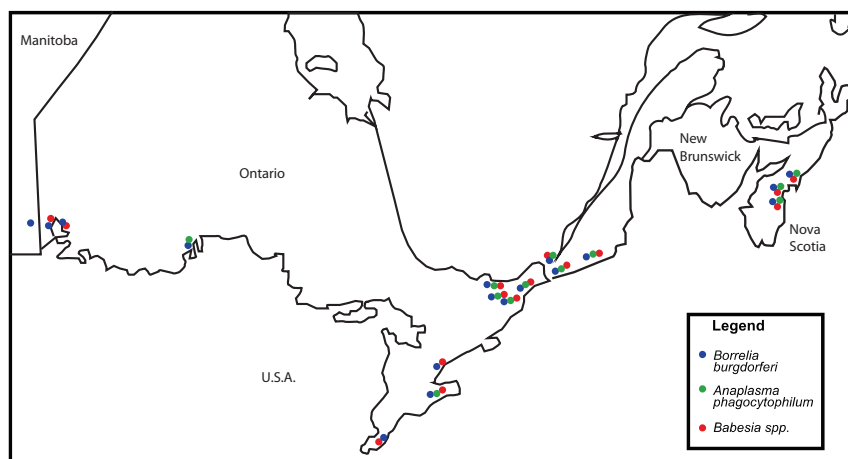 Manitoba
Ontario
New
Brunswick
Nova
Scotia
U.S.A.
Legend
Borrelia
burgdorferi
Anaplasma
phagocytophilum
Babesia spp.